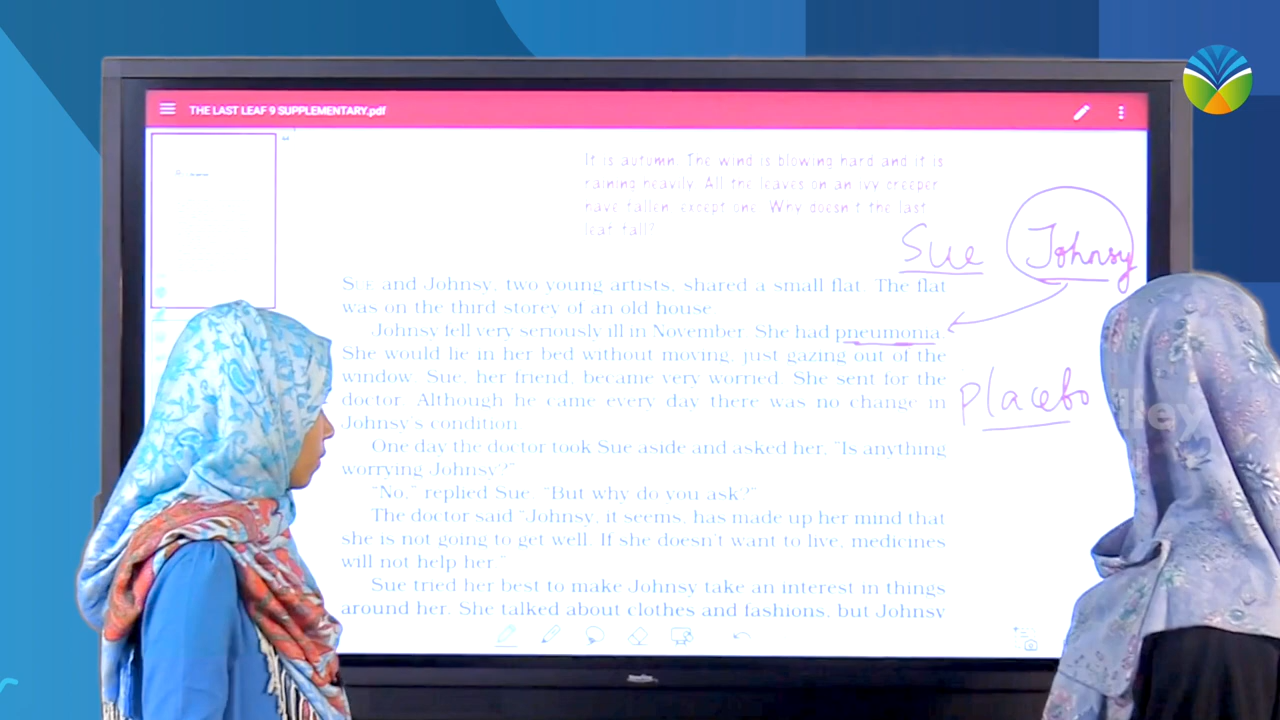 THE LAST LEAF 9 SUPPLEMENTARY.pdf
It is autumn. The wind is blowing hard and it is
raining heavily. All the leaves on an ivy creeper
have fallen, except one. Why doesn't the last
leaf fall?
Sue Johnsy
SUE and Johnsy, two young artists, shared a small flat. The flat
was on the third storey of an old house.
Johnsy fell very seriously ill in November. She had pneumonia.
She would lie in her bed without moving, just gazing out of the
window. Sue, her friend, became very worried. She sent for the
doctor. Although he came every day there was no change in
Johnsy's condition.
placebo
lley
One day the doctor took Sue aside and asked her, "Is anything
worrying Johnsy?"
"No," replied Sue. "But why do you ask?"
The doctor said "Johnsy, it seems, has made up her mind that
she is not going to get well. If she doesn't want to live, medicines
will not help her."
Sue tried her best to make Johnsy take an interest in things
around her. She talked about clothes and fashions, but Johnsy